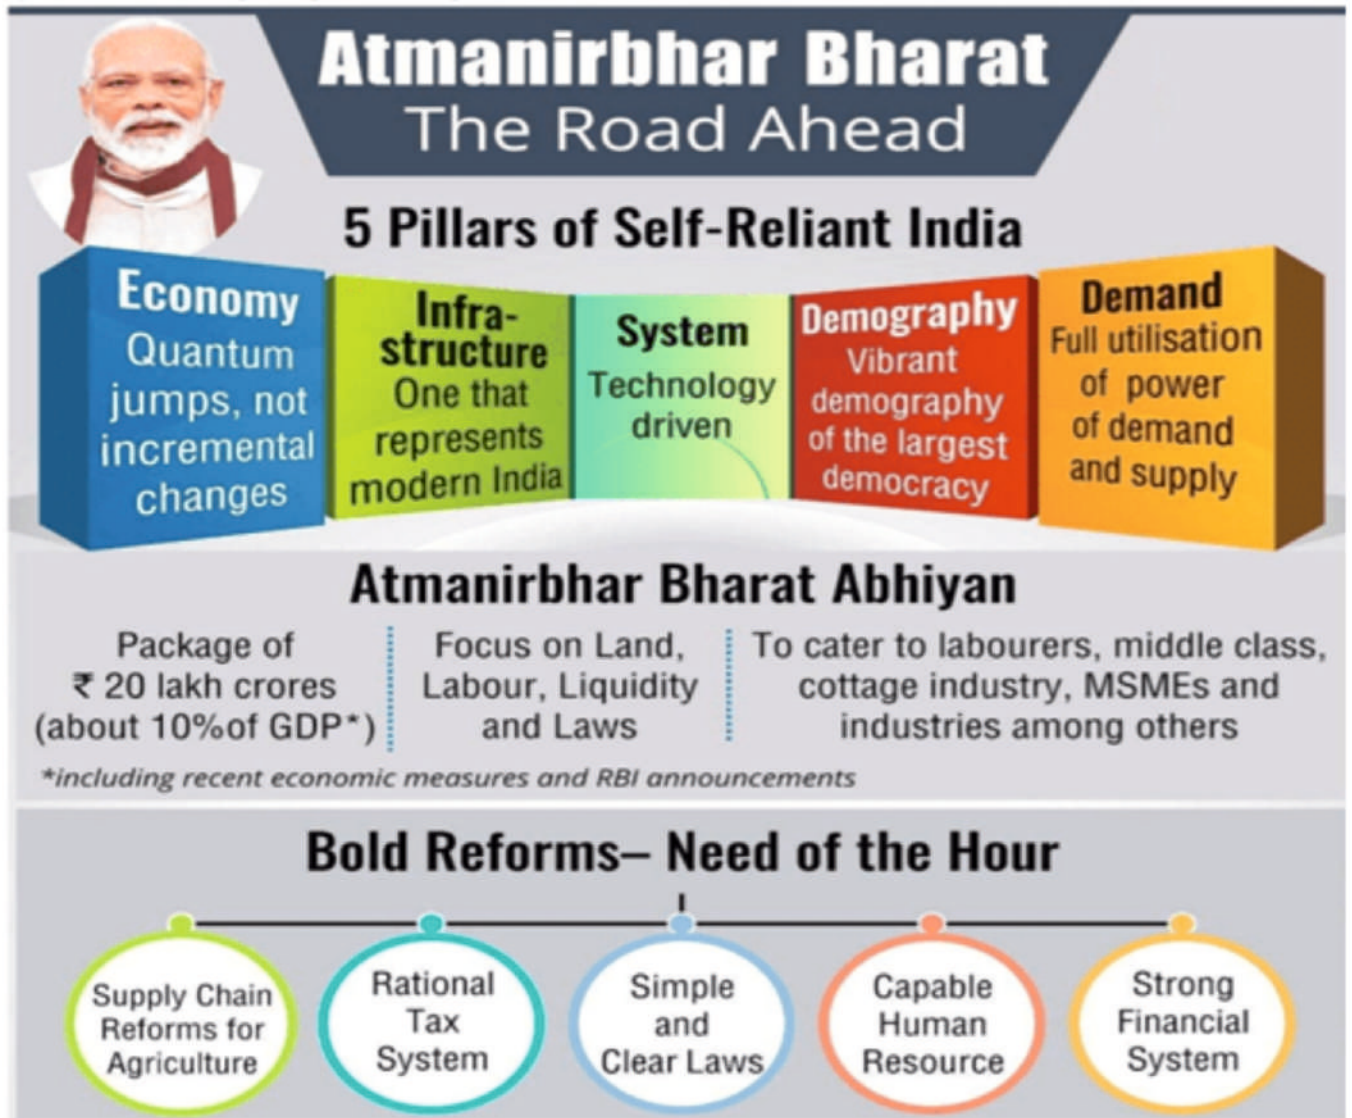 Atmanirbhar Bharat
The Road Ahead
5 Pillars of Self-Reliant India
Economy
Quantum
jumps, not
incremental
changes
Infra-
structure
One that
represents
modern India
System
Technology
driven
Demography
Vibrant
demography
of the largest
democracy
Demand
Full utilisation
of power
of demand
and supply
Atmanirbhar Bharat Abhiyan
Package of
₹ 20 lakh crores
(about 10%of GDP*)
Focus on Land,
Labour, Liquidity
and Laws
To cater to labourers, middle class,
cottage industry, MSMEs and
industries among others
*including recent economic measures and RBI announcements
Bold Reforms– Need of the Hour
Supply Chain
Reforms for
Agriculture
Rational
Tax
System
Simple
and
Clear Laws
Capable
Human
Resource
Strong
Financial
System